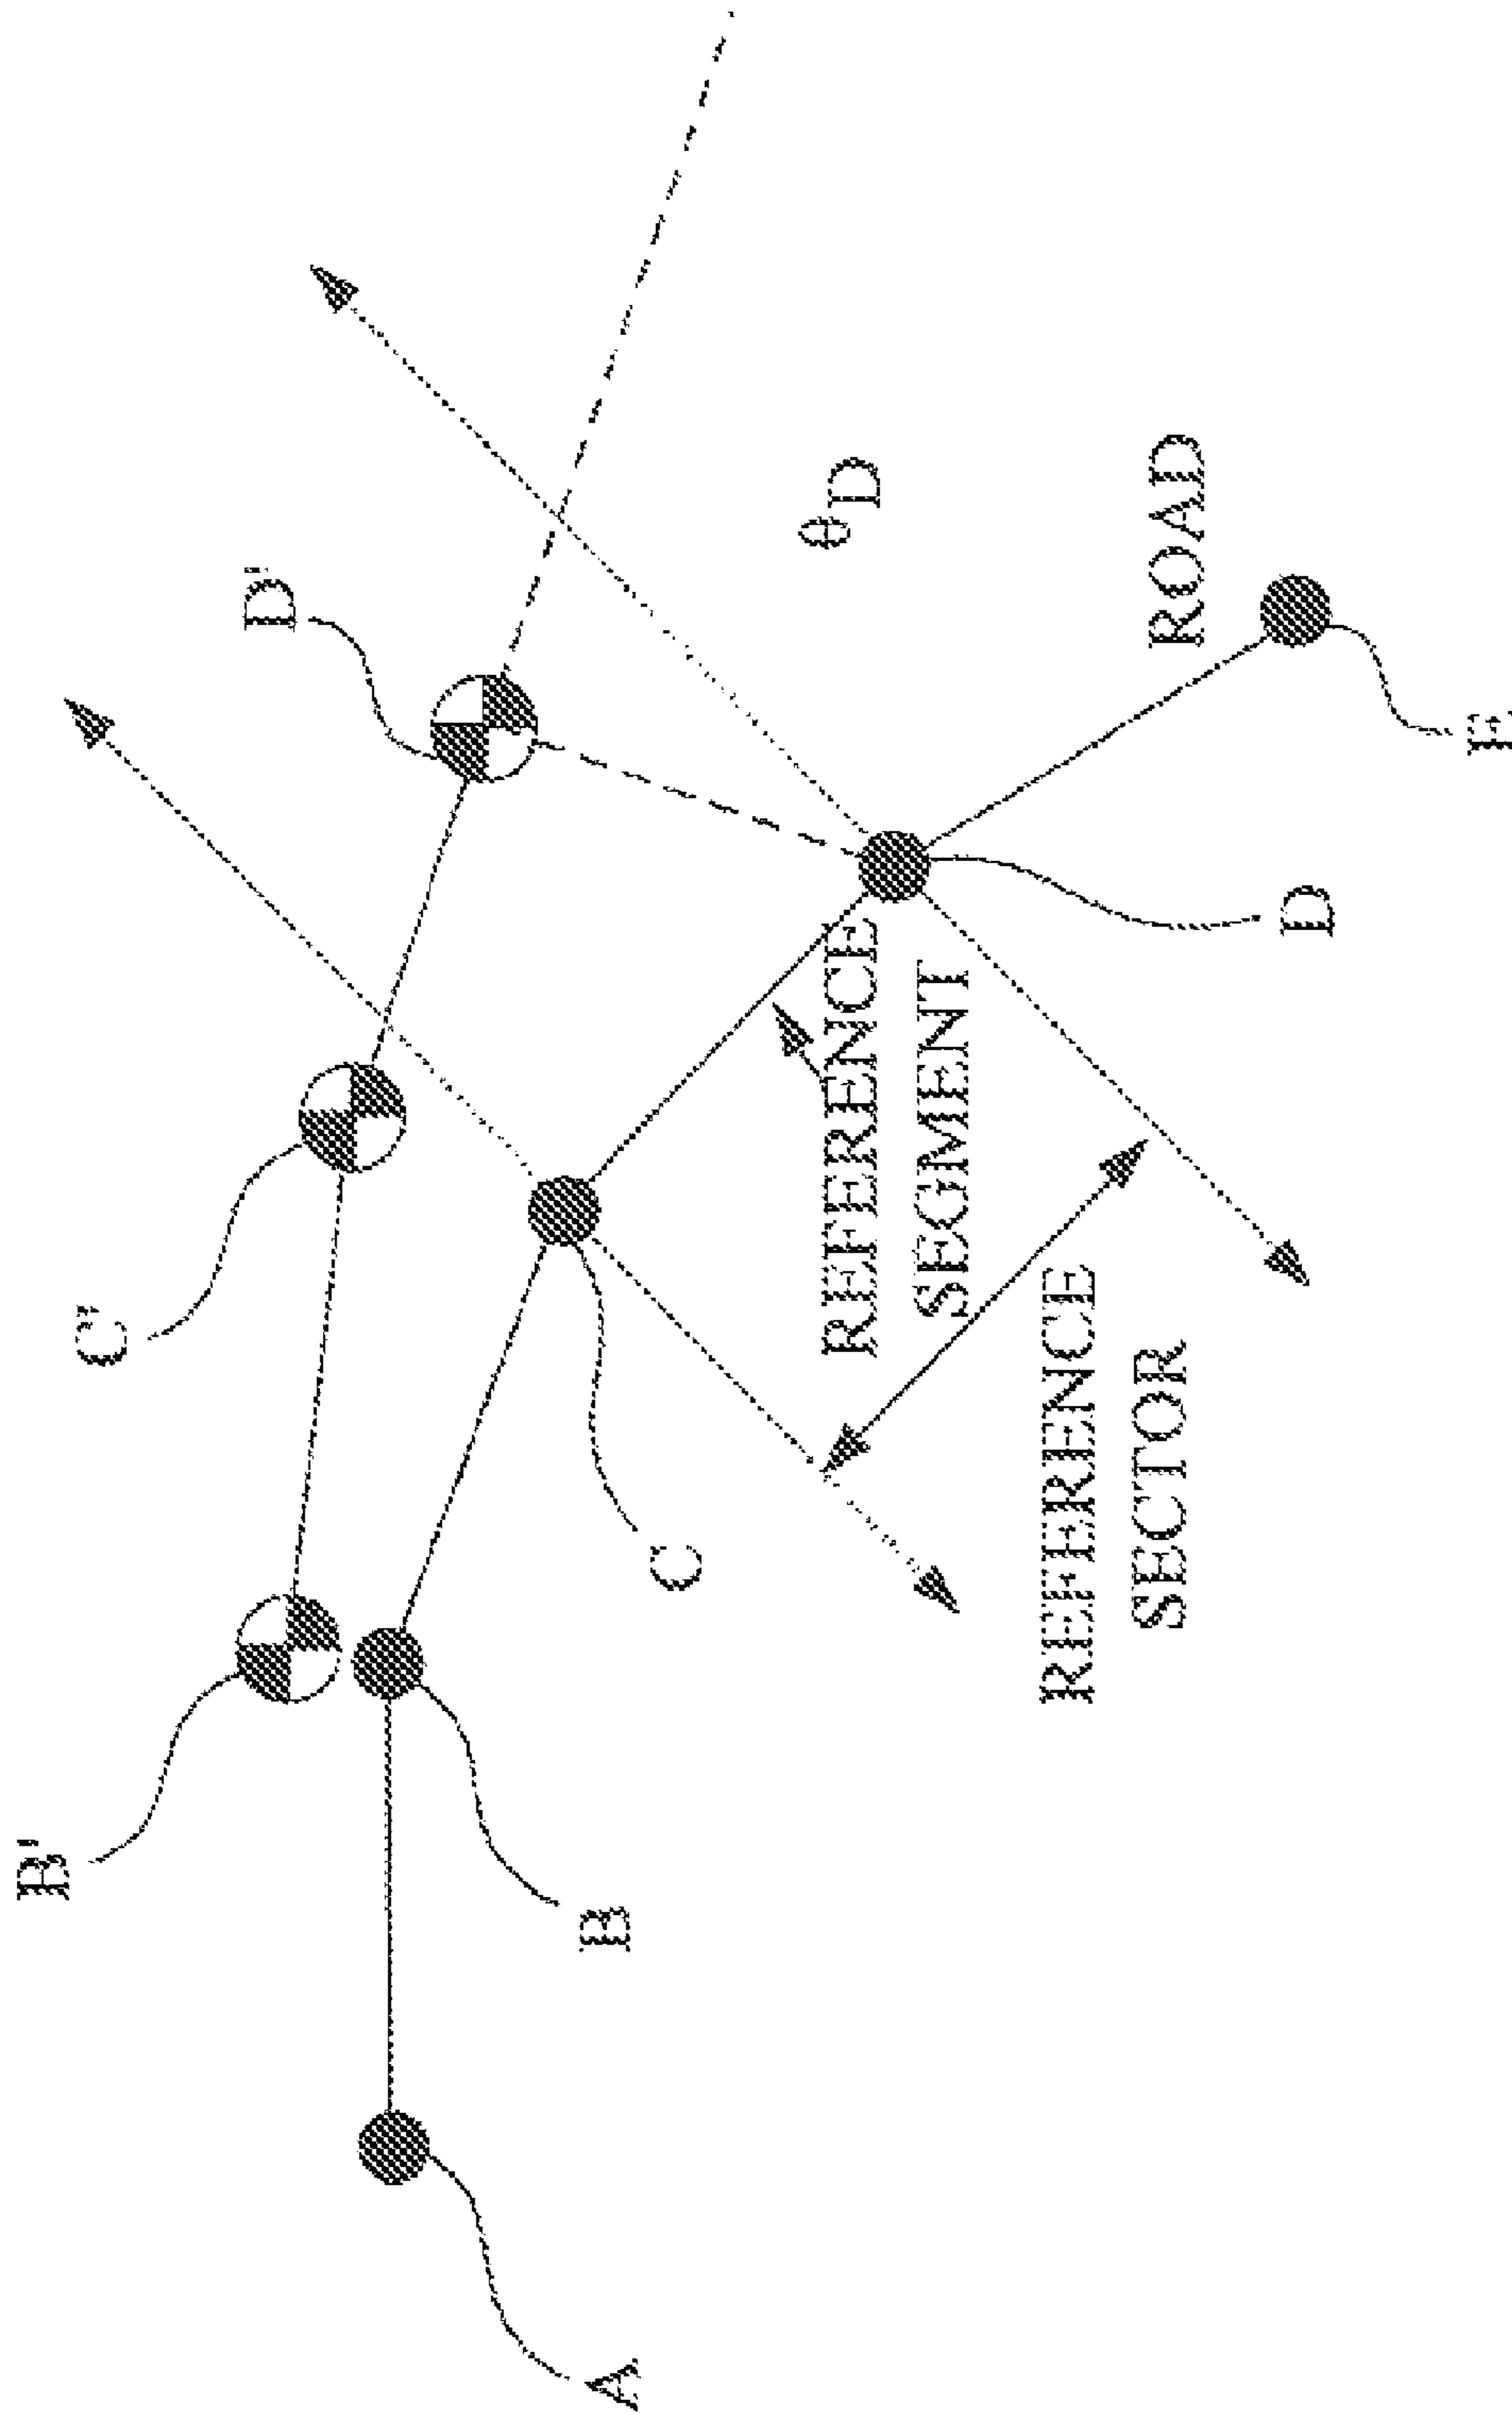 B'
C'
D'
A
B
C
θD
REFERENCE
SEGMENT
REFERENCE
SECTOR
ROAD
D
E